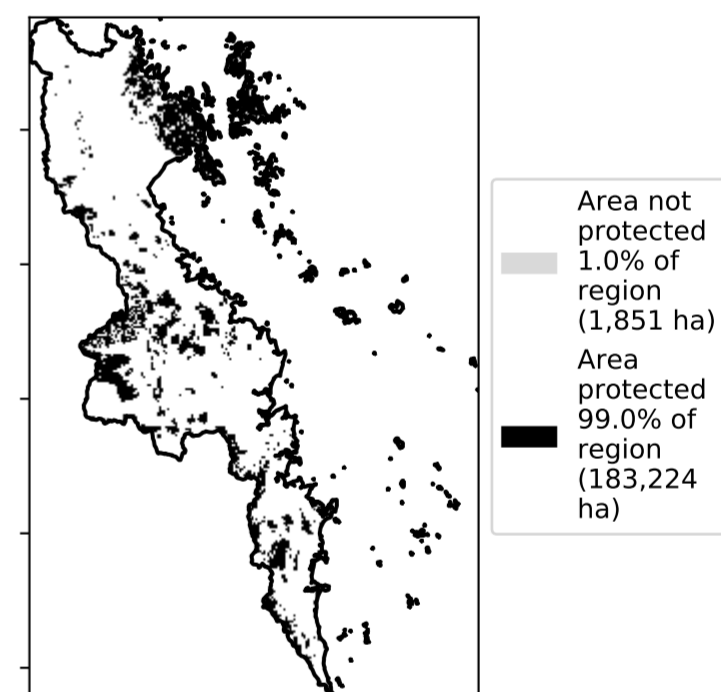 Area not
protected
1.0% of
region
(1,851 ha)
Area
protected
99.0% of
region
(183,224
ha)